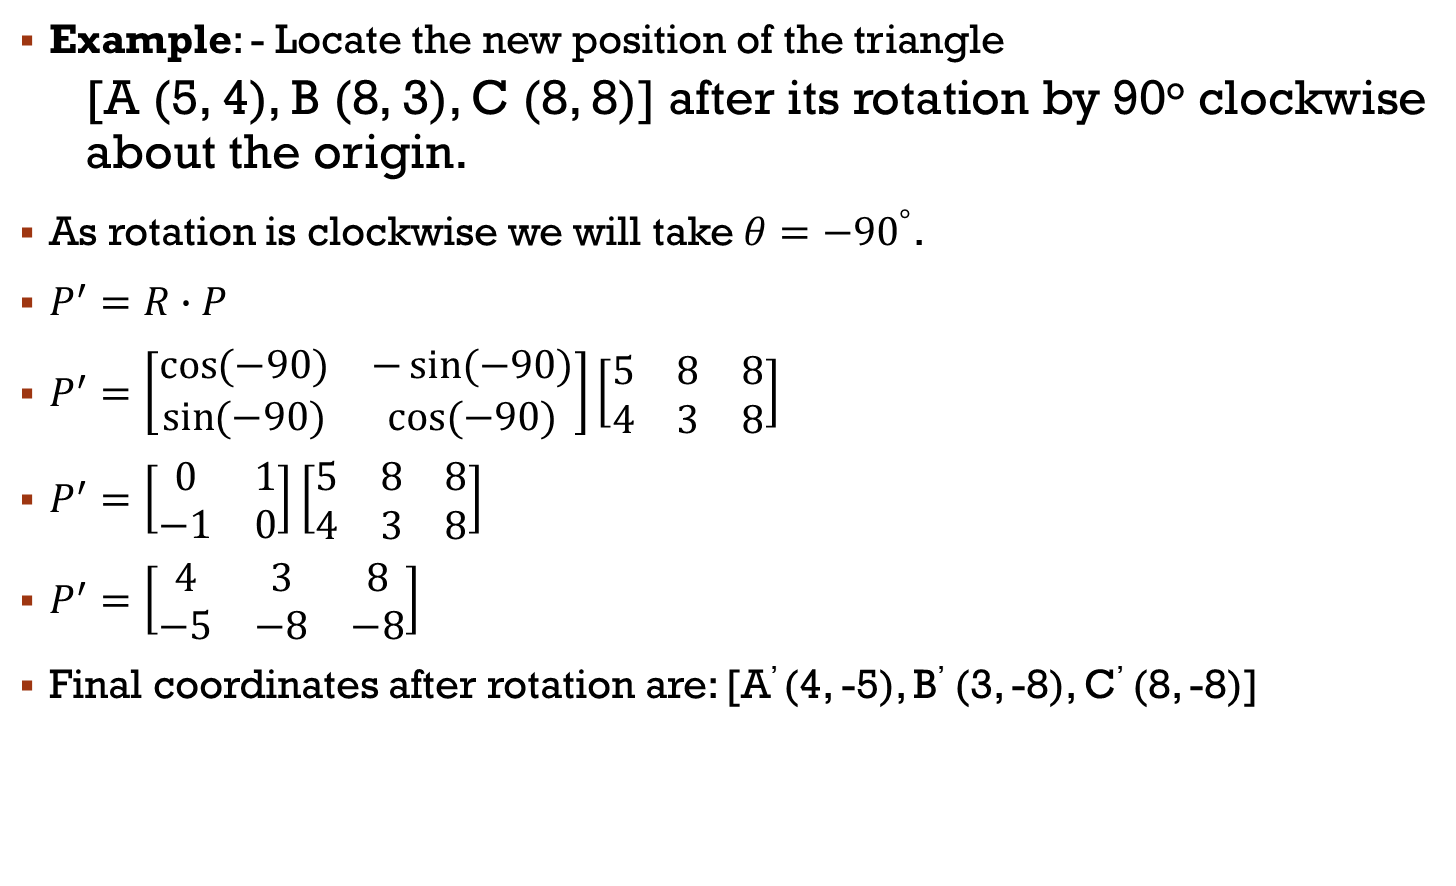 ▪ Example: - Locate the new position of the triangle
[A (5, 4), B (8, 3), C (8, 8)] after its rotation by 90° clockwise
about the origin.
▪ As rotation is clockwise we will take θ = −90°.
▪ P′ = R · P
▪ P′ = [cos(−90) − sin(−90) sin(−90) cos(−90)] [5 8 8 4 3 8]
▪ P′ = [0 1 −1 0] [5 8 8 4 3 8]
▪ P′ = [4 3 8 −5 −8 −8]
▪ Final coordinates after rotation are: [A’ (4, -5), B’ (3, -8), C’ (8, -8)]